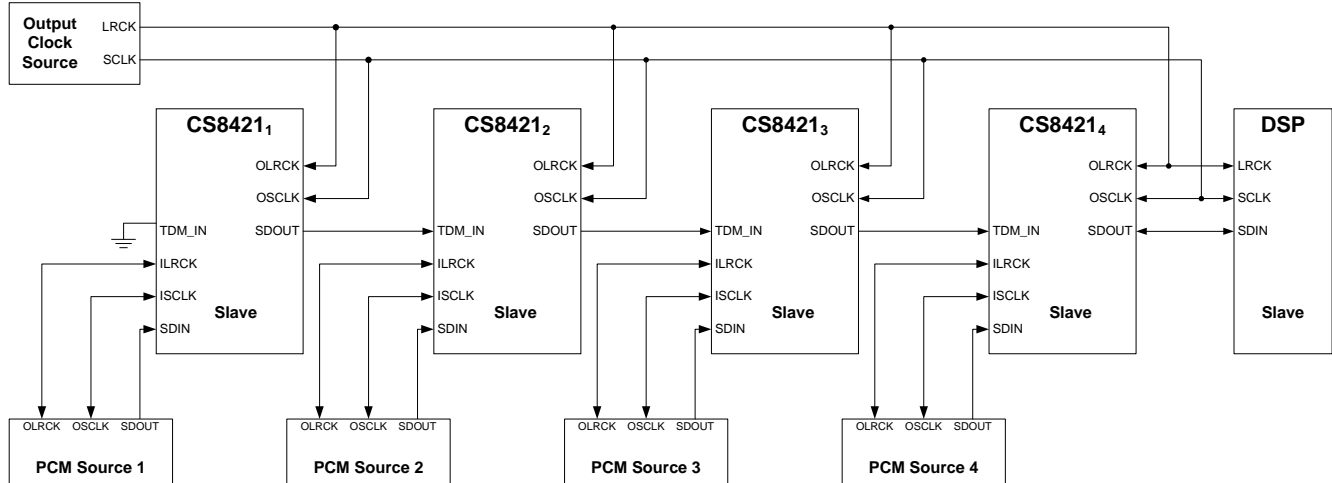 Output
Clock
Source
LRCK
SCLK
CS8421₁
OLRCK
OSCLK
TDM_IN
SDOUT
ILRCK
ISCLK
SDIN
Slave
CS8421₂
OLRCK
OSCLK
TDM_IN
SDOUT
ILRCK
ISCLK
SDIN
Slave
CS8421₃
OLRCK
OSCLK
TDM_IN
SDOUT
ILRCK
ISCLK
SDIN
Slave
CS8421₄
OLRCK
OSCLK
TDM_IN
SDOUT
ILRCK
ISCLK
SDIN
Slave
DSP
LRCK
SCLK
SDIN
Slave
OLRCK OSCLK SDOUT
PCM Source 1
OLRCK OSCLK SDOUT
PCM Source 2
OLRCK OSCLK SDOUT
PCM Source 3
OLRCK OSCLK SDOUT
PCM Source 4